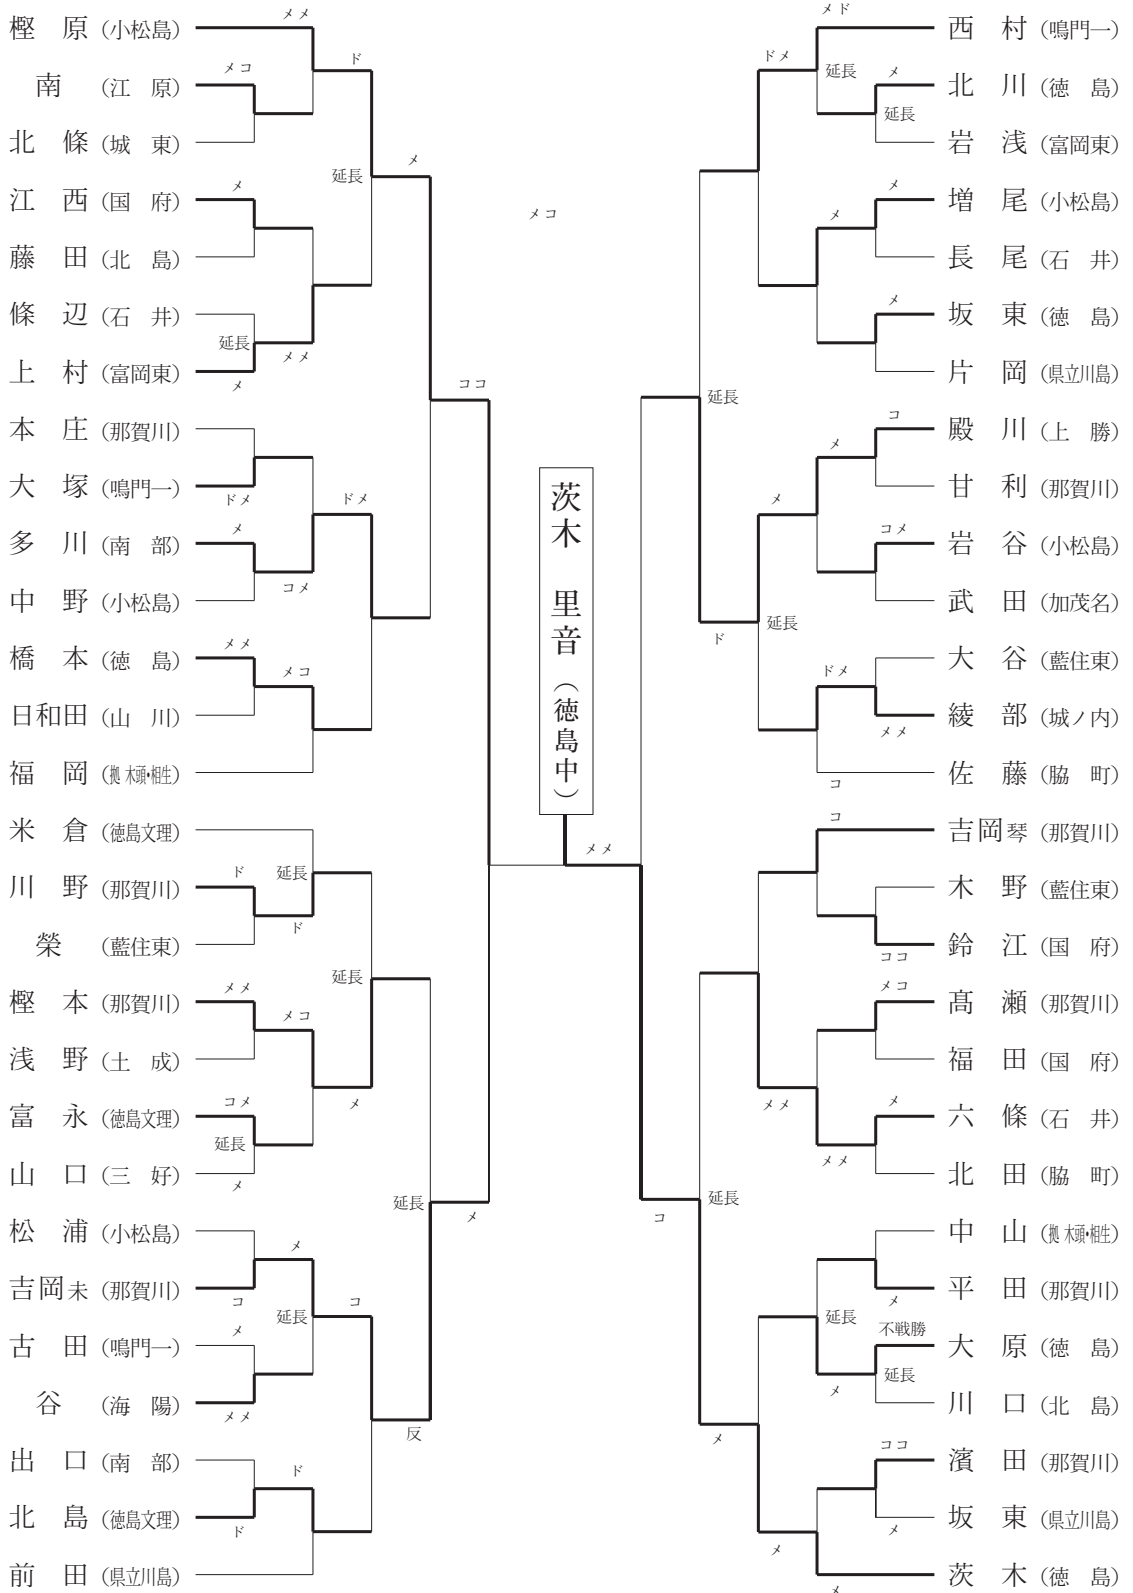 メメ
樫原（小松島）
ド
メコ
南（江原）
北條（城東）
メ
延長
メ
江西（国府）
藤田（北島）
條辺（石井）
延長
メメ
上村（富岡東）
メ
ココ
本庄（那賀川）
大塚（鳴門一）
ドメ
ドメ
メ
多川（南部）
コメ
中野（小松島）
メメ
橋本（徳島）
メコ
日和田（山川）
福岡（拠 木頭・相生）
米倉（徳島文理）
ド
延長
川野（那賀川）
ド
榮（藍住東）
延長
メメ
樫本（那賀川）
メコ
浅野（土成）
メ
コメ
富永（徳島文理）
延長
山口（三好）
メ
延長
メ
松浦（小松島）
メ
吉岡未（那賀川）
コ
延長
コ
メ
古田（鳴門一）
谷（海陽）
メメ
反
出口（南部）
ド
北島（徳島文理）
ド
前田（県立川島）
メコ
茨木 里音（徳島中）
メメ
メド
西村（鳴門一）
ドメ
延長
メ
北川（徳島）
延長
岩浅（富岡東）
メ
増尾（小松島）
メ
長尾（石井）
メ
坂東（徳島）
片岡（県立川島）
延長
コ
殿川（上勝）
メ
甘利（那賀川）
メ
コメ
岩谷（小松島）
武田（加茂名）
延長
ド
大谷（藍住東）
ドメ
綾部（城ノ内）
メメ
佐藤（脇町）
コ
コ
吉岡琴（那賀川）
木野（藍住東）
鈴江（国府）
ココ
メコ
髙瀬（那賀川）
福田（国府）
メメ
メ
六條（石井）
メメ
北田（脇町）
延長
コ
中山（拠 木頭・相生）
平田（那賀川）
メ
延長
不戦勝
大原（徳島）
延長
メ
川口（北島）
メ
ココ
濱田（那賀川）
坂東（県立川島）
メ
メ
茨木（徳島）
メ